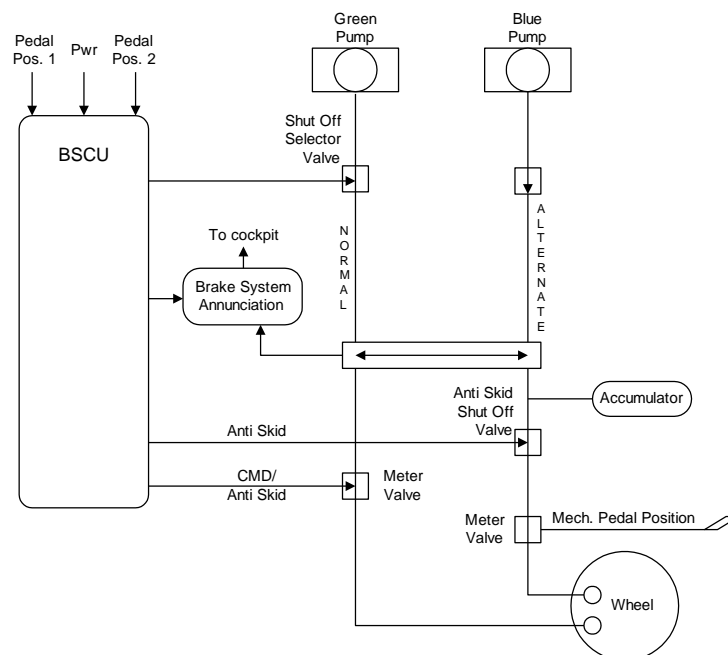 Green
Pump
Blue
Pump
Pedal
Pos. 1
Pwr
Pedal
Pos. 2
BSCU
Shut Off
Selector
Valve
NORMAL
ALTERNATE
To cockpit
Brake System
Annunciation
Anti Skid
Shut Off
Valve
Accumulator
Anti Skid
CMD/
Anti Skid
Meter
Valve
Meter
Valve
Mech. Pedal Position
Wheel